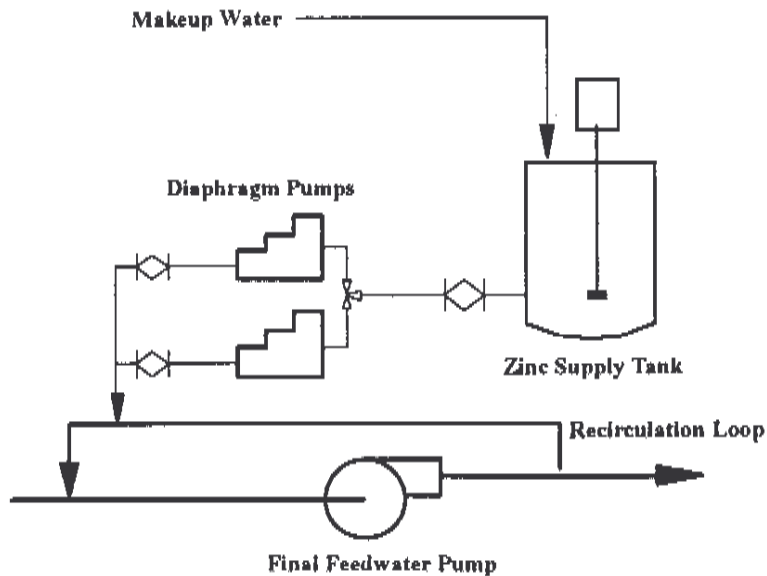 Makeup Water
Diaphragm Pumps
Zinc Supply Tank
Recirculation Loop
Final Feedwater Pump